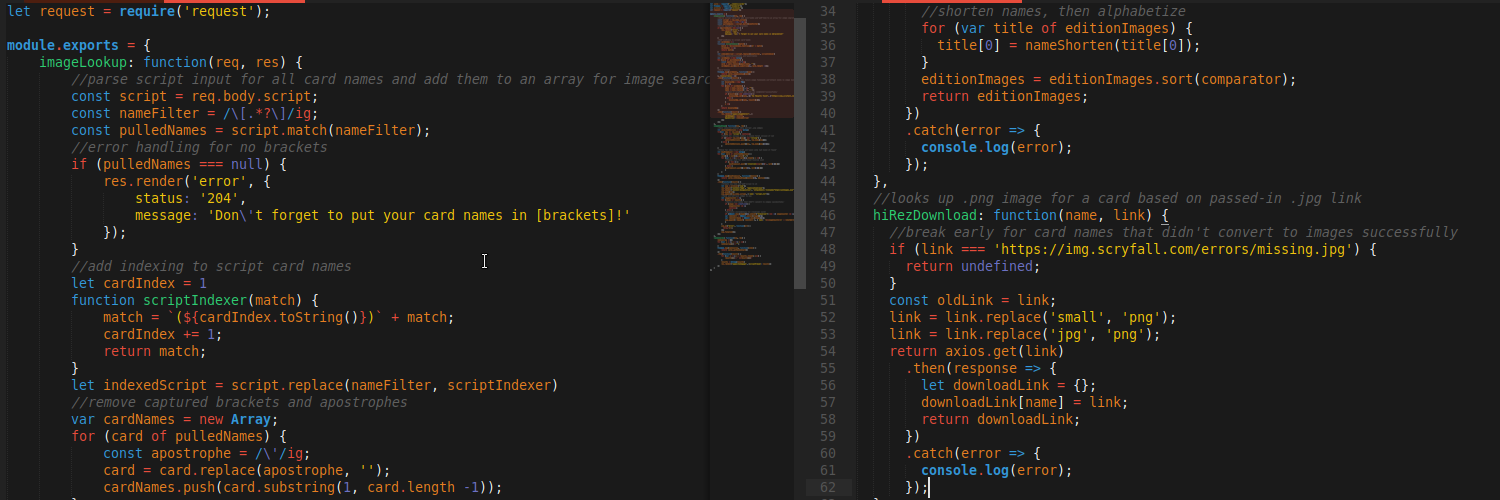 let request = require('request');
module.exports = {
imageLookup: function(req, res) {
//parse script input for all card names and add them to an array for image searc
const script = req.body.script;
const nameFilter = /\[.*?\]/ig;
const pulledNames = script.match(nameFilter);
//error handling for no brackets
if (pulledNames === null) {
res.render('error', {
status: '204',
message: 'Don\'t forget to put your card names in [brackets]!'
});
}
//add indexing to script card names
let cardIndex = 1
function scriptIndexer(match) {
match = `(${cardIndex.toString()})` + match;
cardIndex += 1;
return match;
}
let indexedScript = script.replace(nameFilter, scriptIndexer)
//remove captured brackets and apostrophes
var cardNames = new Array;
for (card of pulledNames) {
const apostrophe = /\'/ig;
card = card.replace(apostrophe, '');
cardNames.push(card.substring(1, card.length -1));
34 //shorten names, then alphabetize
35 for (var title of editionImages) {
36 title[0] = nameShorten(title[0]);
37 }
38 editionImages = editionImages.sort(comparator);
39 return editionImages;
40 })
41 .catch(error => {
42 console.log(error);
43 });
44 },
45 //looks up .png image for a card based on passed-in .jpg link
46 hiRezDownload: function(name, link) {
47 //break early for card names that didn't convert to images successfully
48 if (link === 'https://img.scryfall.com/errors/missing.jpg') {
49 return undefined;
50 }
51 const oldLink = link;
52 link = link.replace('small', 'png');
53 link = link.replace('jpg', 'png');
54 return axios.get(link)
55 .then(response => {
56 let downloadLink = {};
57 downloadLink[name] = link;
58 return downloadLink;
59 })
60 .catch(error => {
61 console.log(error);
62 });